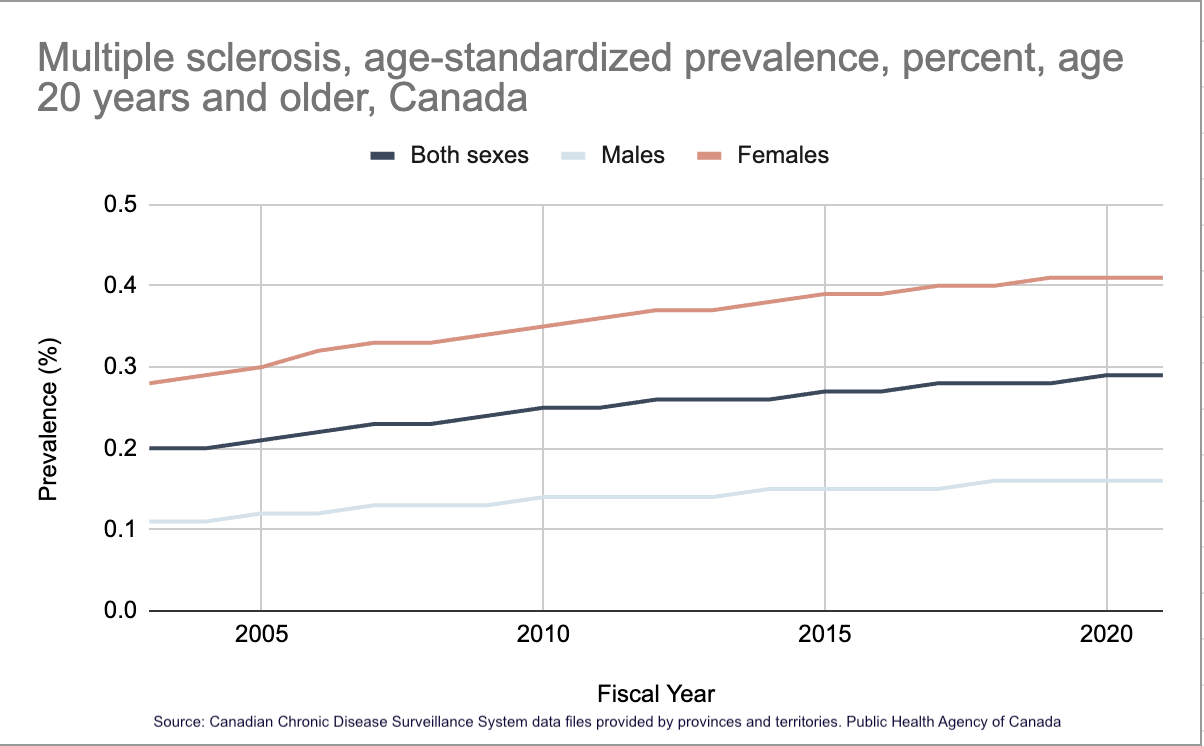 Multiple sclerosis, age-standardized prevalence, percent, age
20 years and older, Canada
Both sexes Males Females
0.5
0.4
0.3
0.2
0.1
0.0
Prevalence (%)
2005 2010 2015 2020
Fiscal Year
Source: Canadian Chronic Disease Surveillance System data files provided by provinces and territories. Public Health Agency of Canada